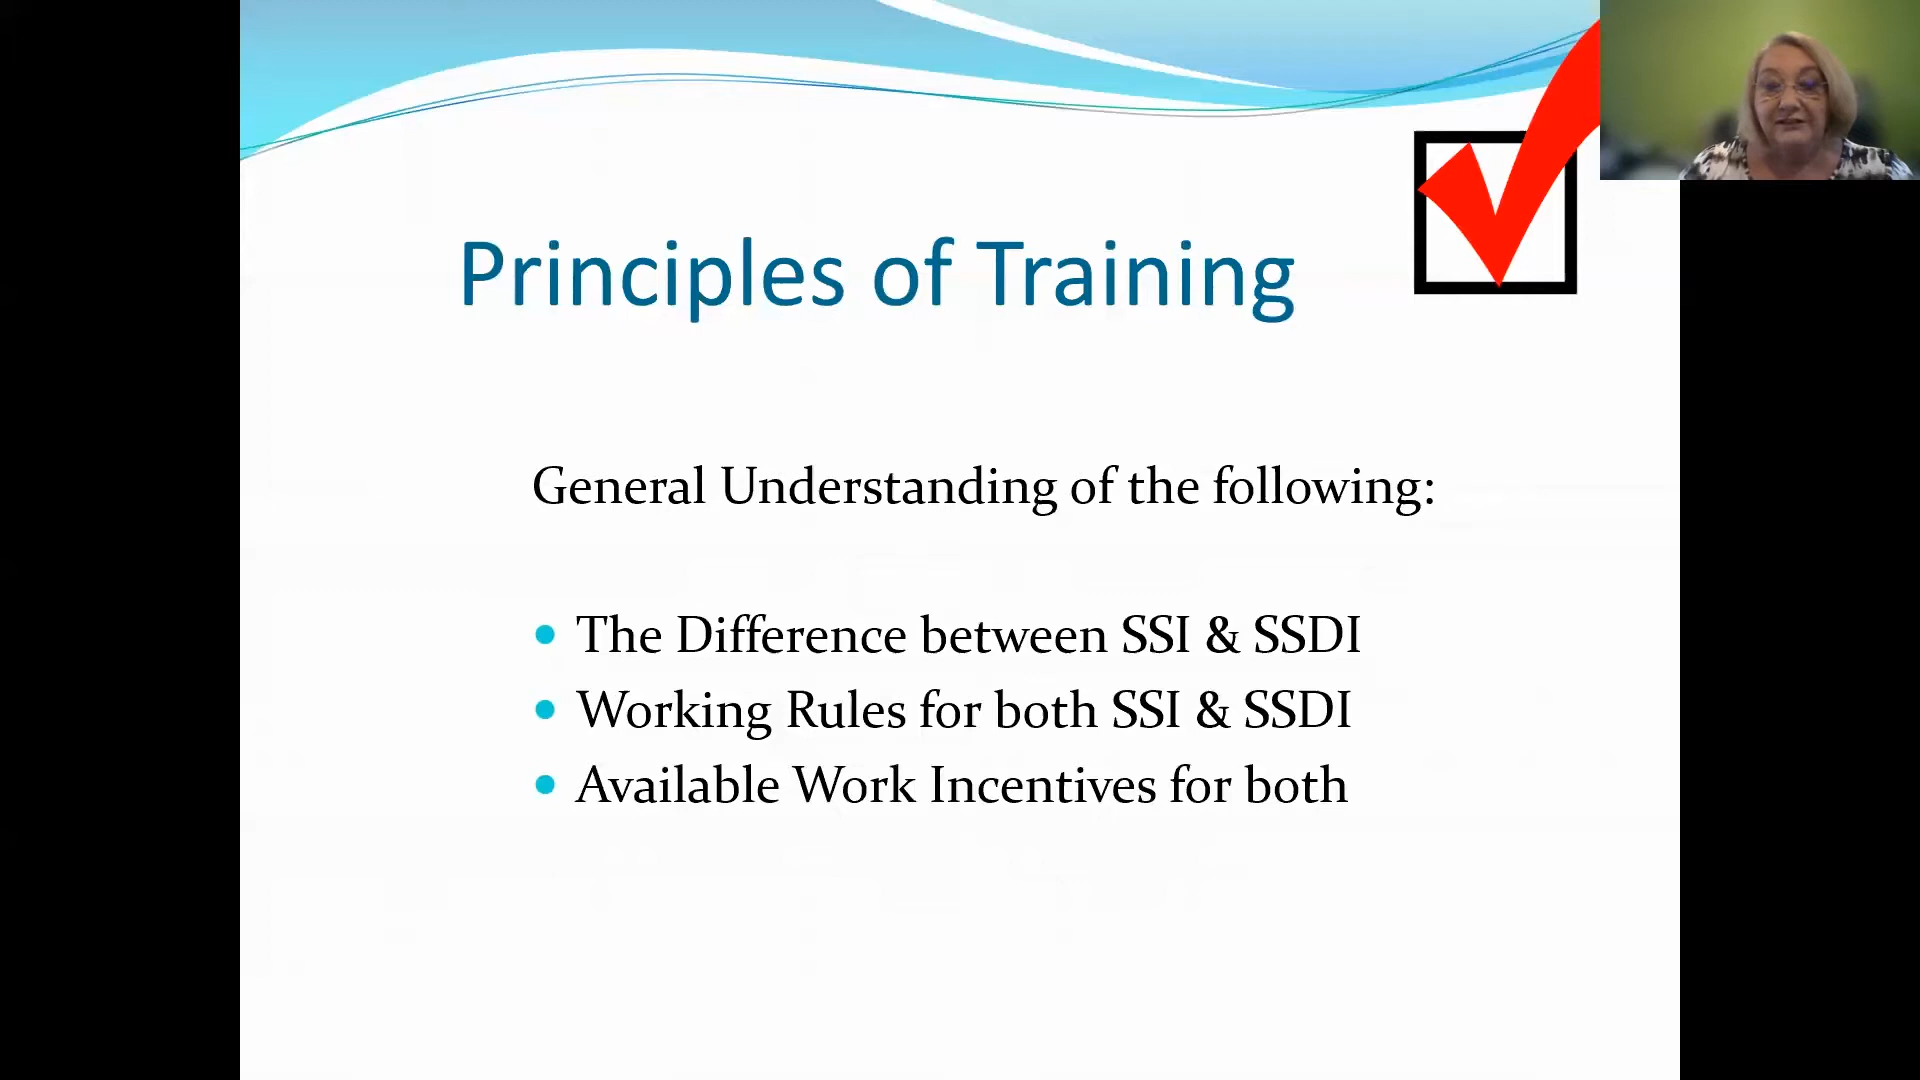 Principles of Training
General Understanding of the following:
• The Difference between SSI & SSDI
• Working Rules for both SSI & SSDI
• Available Work Incentives for both